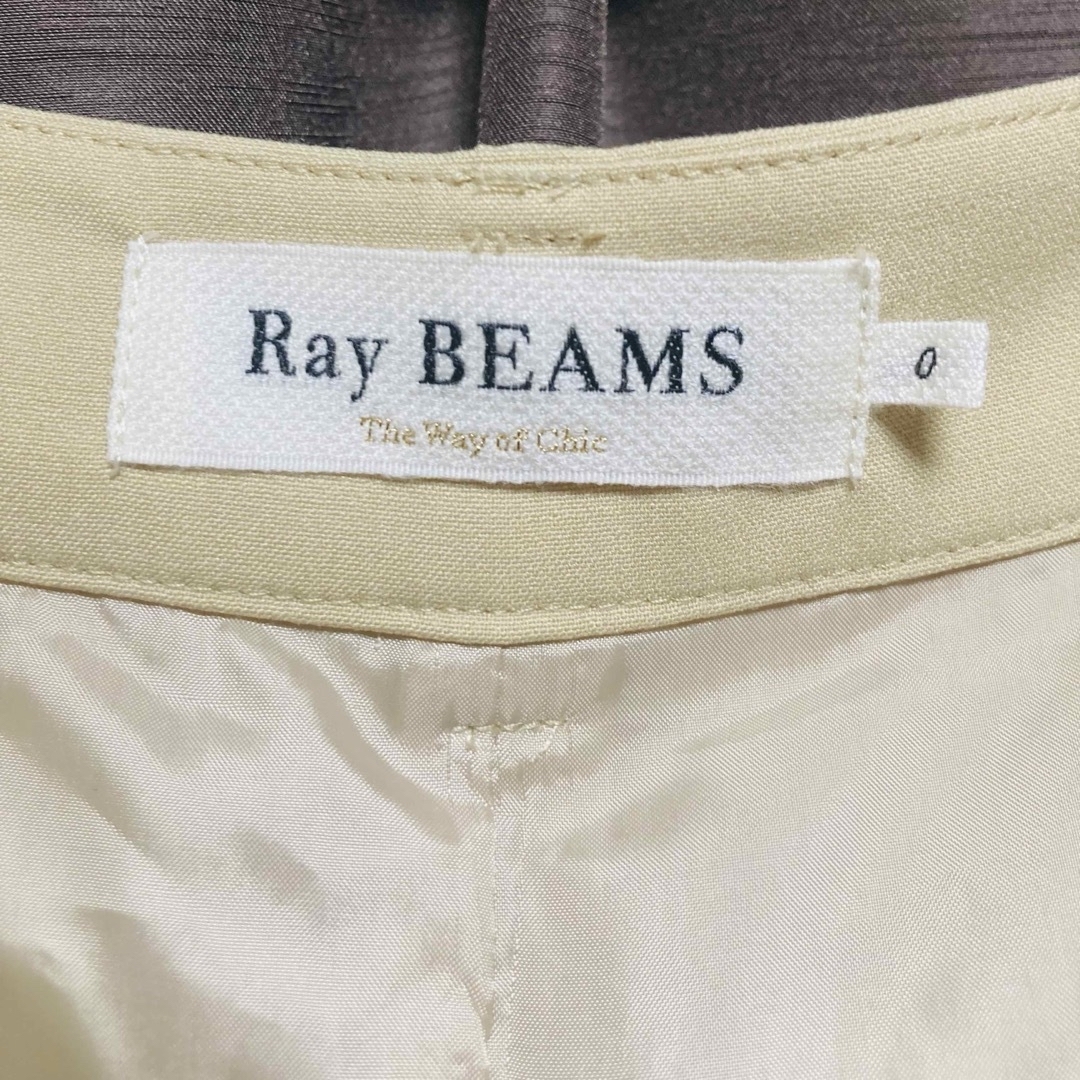 Ray BEAMS
The Way of Chic
0